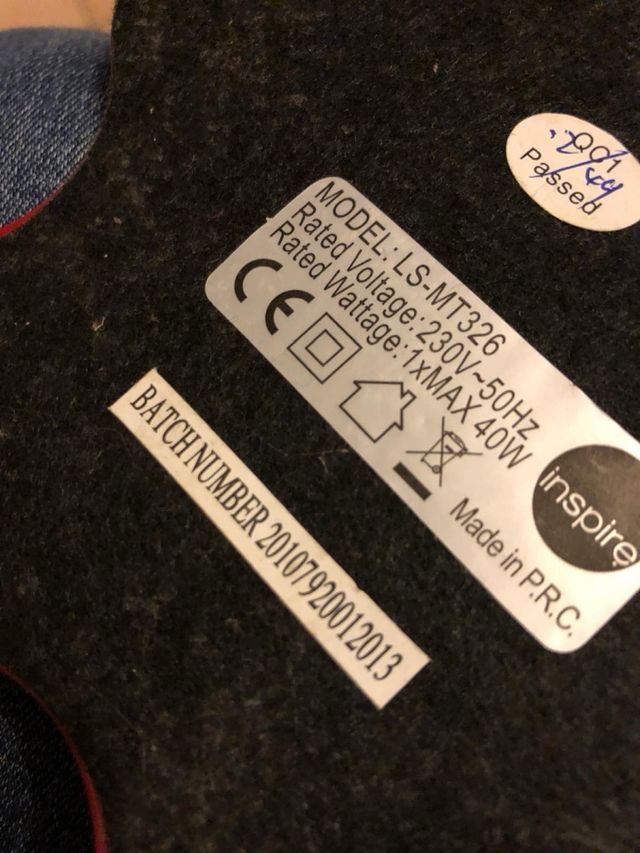 QC1
Passed
MODEL: LS-MT326
Rated Voltage: 230V~50Hz
Rated Wattage: 1xMAX 40W
CE
inspire
Made in P.R.C.
BATCH NUMBER 20107920012013